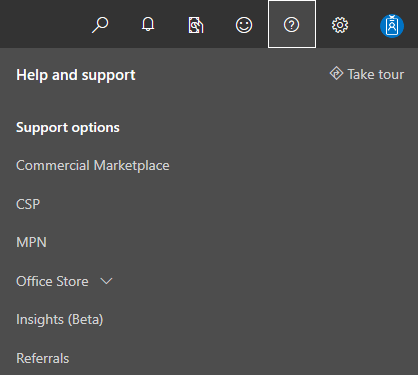 Help and support
Take tour
Support options
Commercial Marketplace
CSP
MPN
Office Store
Insights (Beta)
Referrals